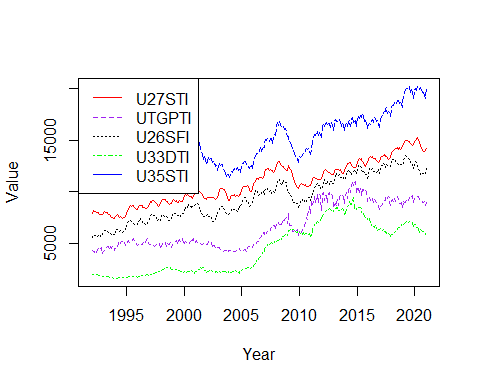 U27STI
UTGPTI
U26SFI
U33DTI
U35STI
15000
5000
Value
1995 2000 2005 2010 2015 2020
Year